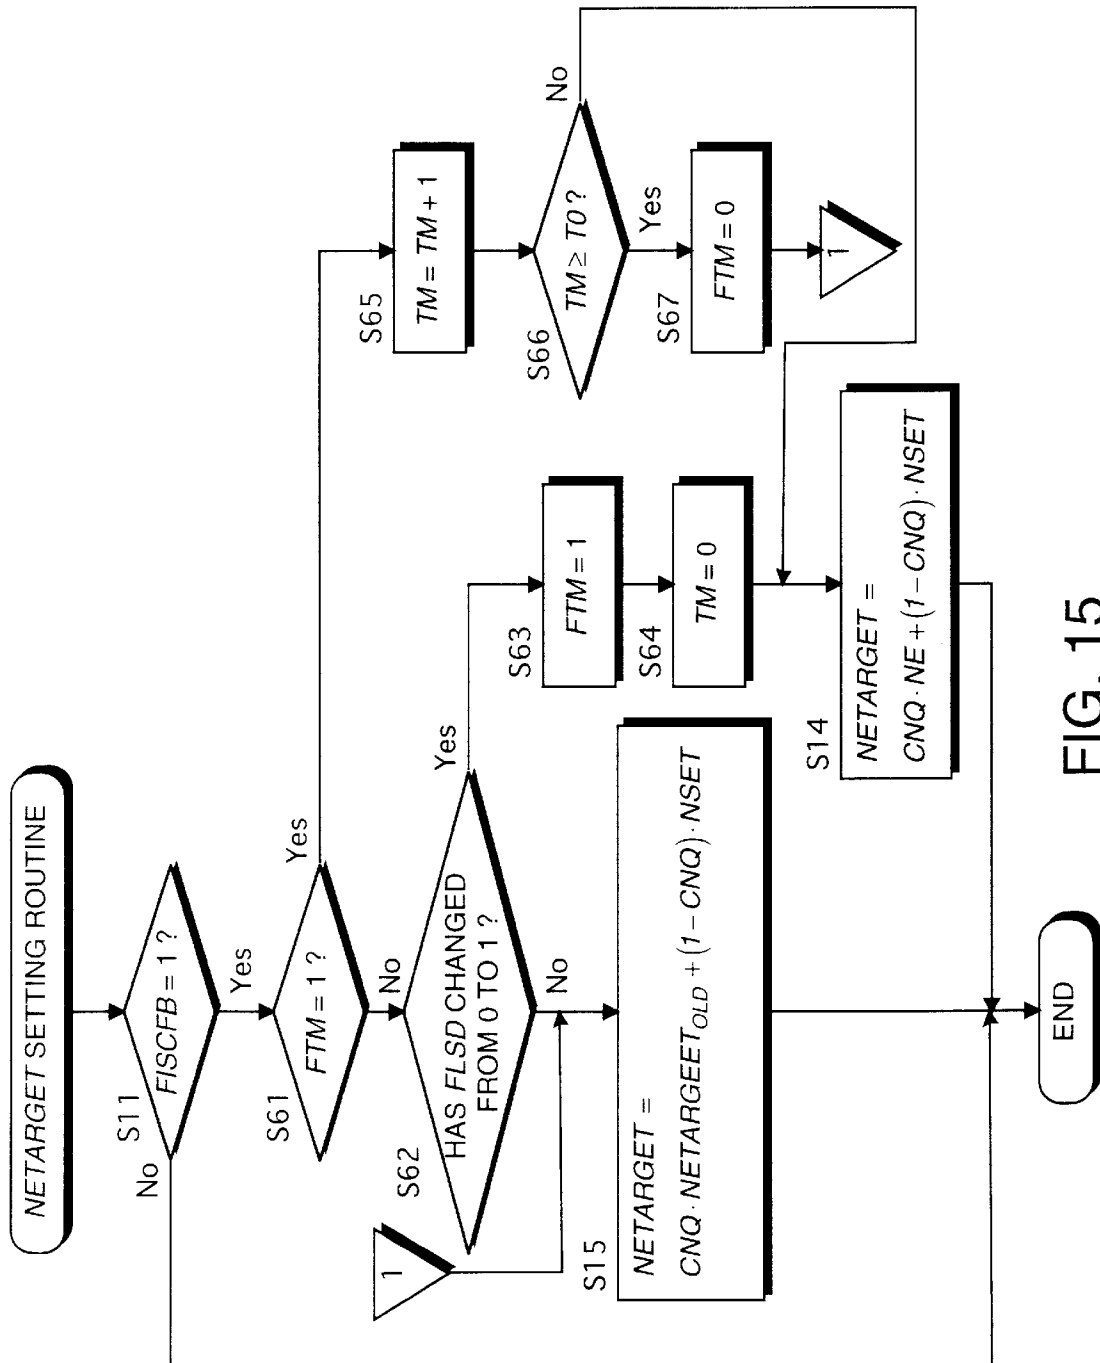 NETARGET SETTING ROUTINE
S11
FISCFB = 1 ?
No
Yes
S61
FTM = 1 ?
Yes
No
S62
HAS FLSD CHANGED
FROM 0 TO 1 ?
Yes
No
1
S15
NETARGET =
CNQ · NETARGEET_OLD + (1 – CNQ) · NSET
S63
FTM = 1
S64
TM = 0
S14
NETARGET =
CNQ · NE + (1 – CNQ) · NSET
S65
TM = TM + 1
S66
TM ≥ T0 ?
No
Yes
S67
FTM = 0
1
END
FIG. 15